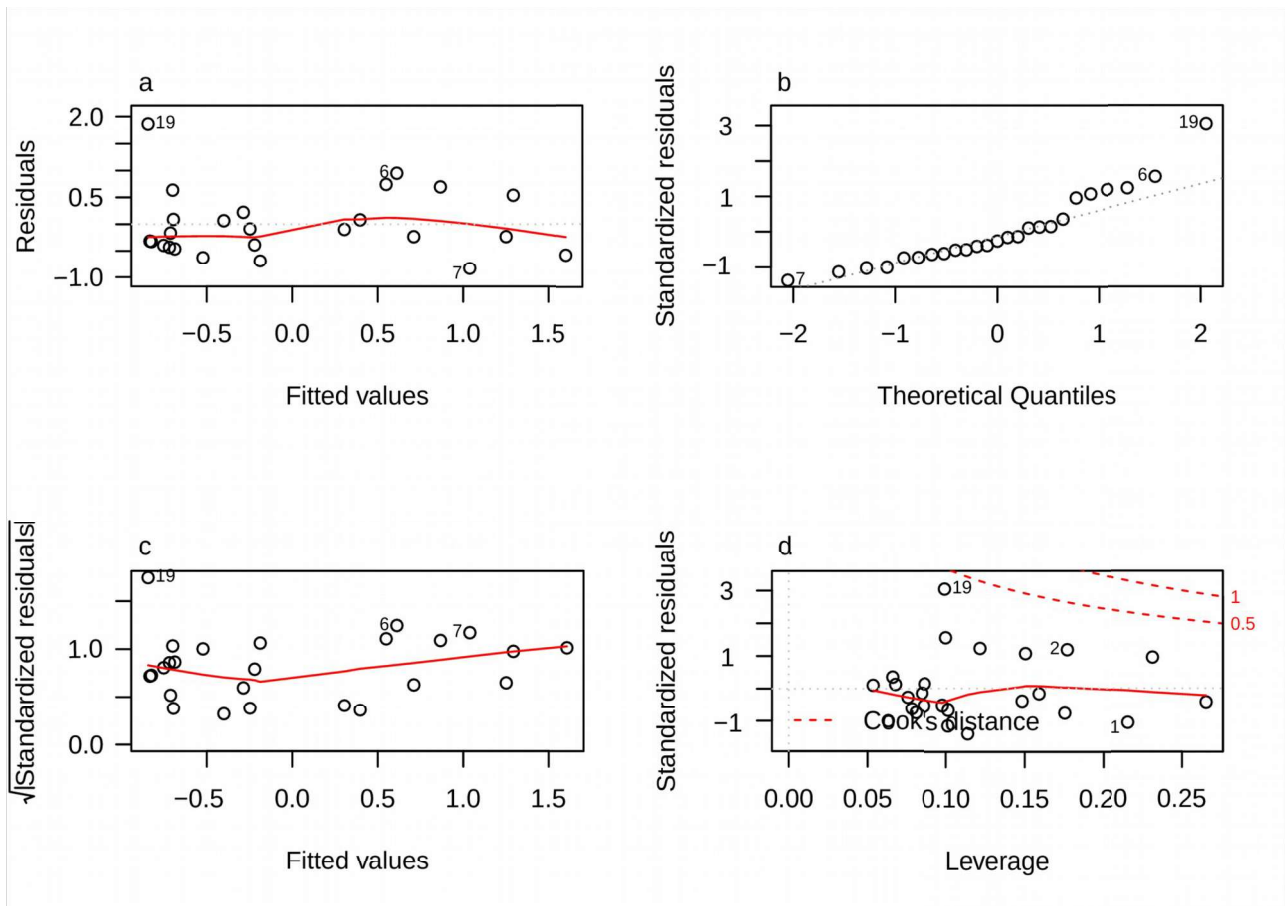 a
Residuals
2.0
0.5
−1.0
19
6
7
−0.5 0.0 0.5 1.0 1.5
Fitted values
b
Standardized residuals
3
1
−1
19
6
7
−2 −1 0 1 2
Theoretical Quantiles
c
√|Standardized residuals|
1.0
0.0
19
6
7
−0.5 0.0 0.5 1.0 1.5
Fitted values
d
Standardized residuals
3
1
−1
19
2
1
1
0.5
Cook's distance
0.00 0.05 0.10 0.15 0.20 0.25
Leverage